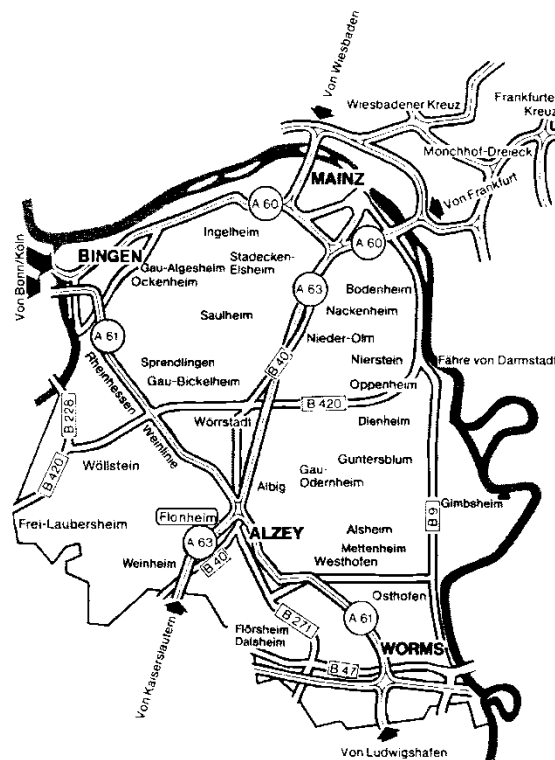 Von Wiesbaden
Wiesbadener Kreuz
Frankfurter
Kreuz
Mönchhof-Dreieck
MAINZ
Von Frankfurt
A 60
Ingelheim
A 60
BINGEN
Stadecken-
Elsheim
Gau-Algesheim
Ockenheim
Von Bonn/Köln
A 63
Bodenheim
Nackenheim
Saulheim
A 61
Nieder-Olm
B 40
Nierstein
Fähre von Darmstadt
Sprendlingen
Gau-Bickelheim
Rheinhessen
Weinlinie
Oppenheim
B 228
B 420
Wörrstadt
Dienheim
B 420
Wöllstein
Guntersblum
Gau-
Odernheim
Albig
Gimbsheim
Frei-Laubersheim
Flonheim
B 9
A 63
ALZEY
Alsheim
Mettenheim
Westhofen
Weinheim
B 40
Osthofen
A 61
B 271
Flörsheim
Dalsheim
WORMS
B 47
Von Kaiserslautern
Von Ludwigshafen